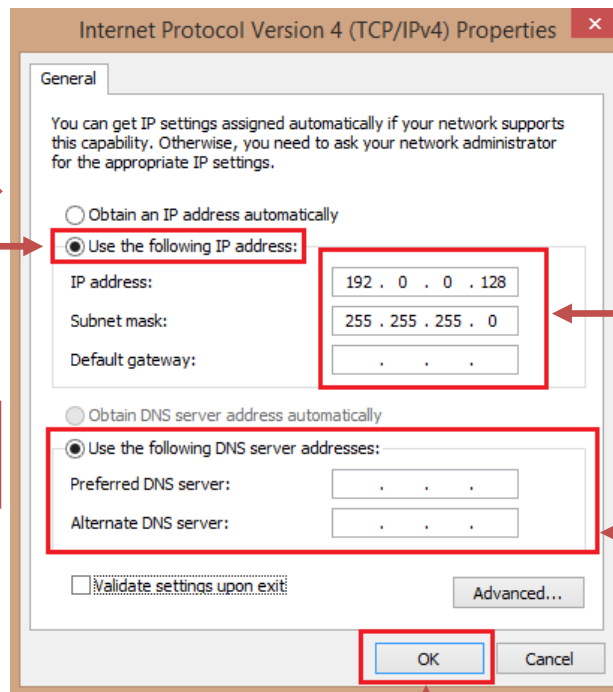 Internet Protocol Version 4 (TCP/IPv4) Properties
General
You can get IP settings assigned automatically if your network supports
this capability. Otherwise, you need to ask your network administrator
for the appropriate IP settings.
Obtain an IP address automatically
Use the following IP address:
IP address: 192 . 0 . 0 . 128
Subnet mask: 255 . 255 . 255 . 0
Default gateway: . . .
Obtain DNS server address automatically
Use the following DNS server addresses:
Preferred DNS server: . . .
Alternate DNS server: . . .
Validate settings upon exit
Advanced...
OK Cancel